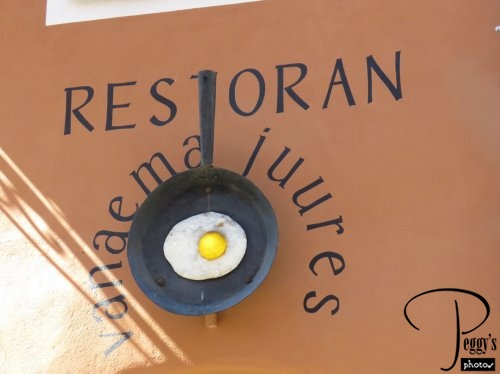 RESTORAN
vanaema juures
Peggy's
photos